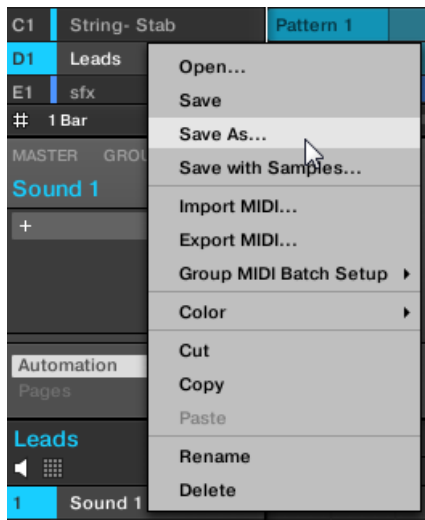 C1 String- Stab Pattern 1
D1 Leads
E1 sfx
1 Bar
MASTER GROU
Sound 1
+
Automation
Pages
Leads
1 Sound 1
Open...
Save
Save As...
Save with Samples...
Import MIDI...
Export MIDI...
Group MIDI Batch Setup
Color
Cut
Copy
Paste
Rename
Delete